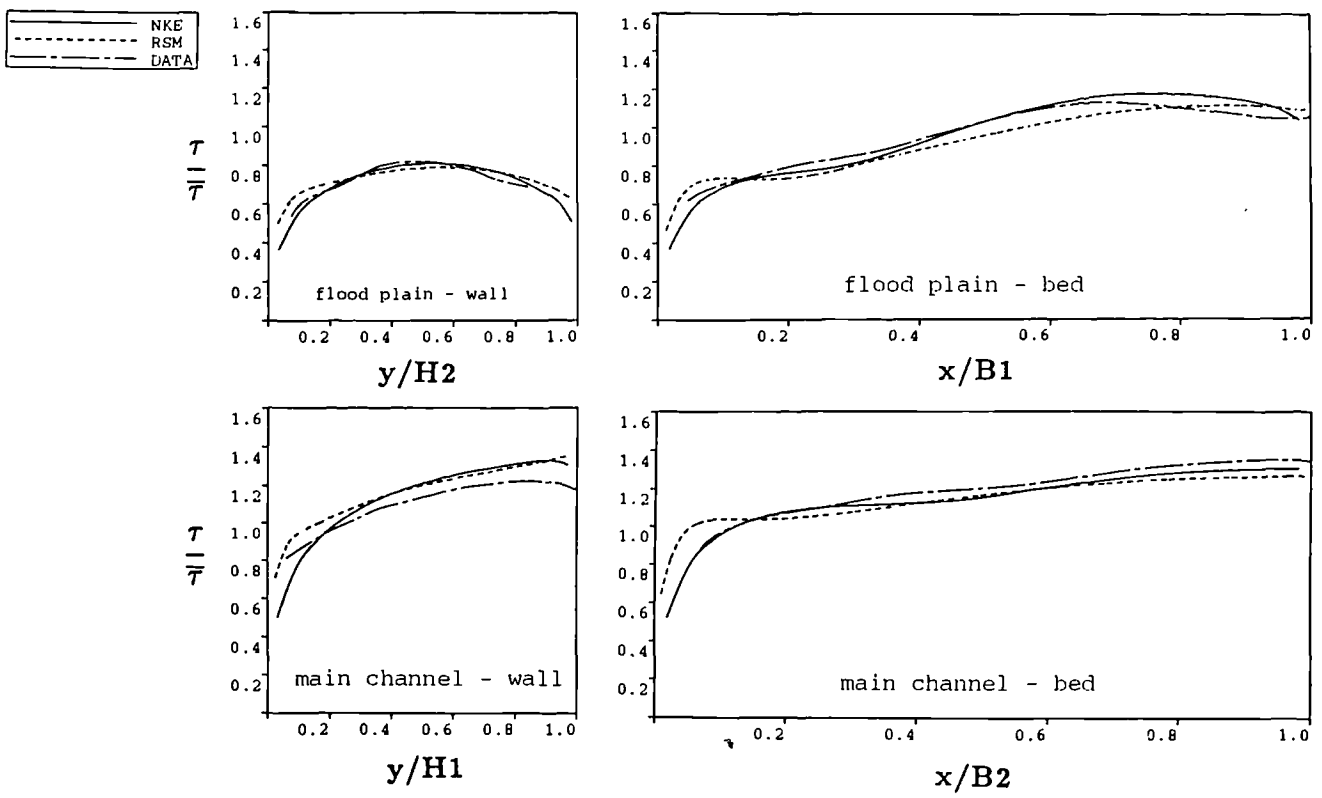 NKE
RSM
DATA
τ/τ̅
1.6
1.4
1.2
1.0
0.8
0.6
0.4
0.2
flood plain - wall
0.2 0.4 0.6 0.8 1.0
y/H2
1.6
1.4
1.2
1.0
0.8
0.6
0.4
0.2
flood plain - bed
0.2 0.4 0.6 0.8 1.0
x/B1
τ/τ̅
1.6
1.4
1.2
1.0
0.8
0.6
0.4
0.2
main channel - wall
0.2 0.4 0.6 0.8 1.0
y/H1
1.6
1.4
1.2
1.0
0.8
0.6
0.4
0.2
main channel - bed
0.2 0.4 0.6 0.8 1.0
x/B2